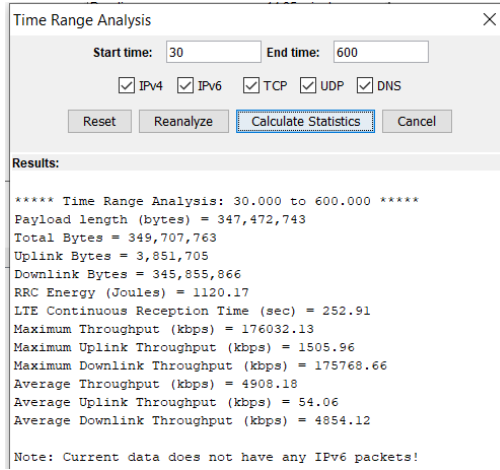 Time Range Analysis
Start time: 30 End time: 600
IPv4 IPv6 TCP UDP DNS
Reset Reanalyze Calculate Statistics Cancel
Results:
***** Time Range Analysis: 30.000 to 600.000 *****
Payload length (bytes) = 347,472,743
Total Bytes = 349,707,763
Uplink Bytes = 3,851,705
Downlink Bytes = 345,855,866
RRC Energy (Joules) = 1120.17
LTE Continuous Reception Time (sec) = 252.91
Maximum Throughput (kbps) = 176032.13
Maximum Uplink Throughput (kbps) = 1505.96
Maximum Downlink Throughput (kbps) = 175768.66
Average Throughput (kbps) = 4908.18
Average Uplink Throughput (kbps) = 54.06
Average Downlink Throughput (kbps) = 4854.12
Note: Current data does not have any IPv6 packets!